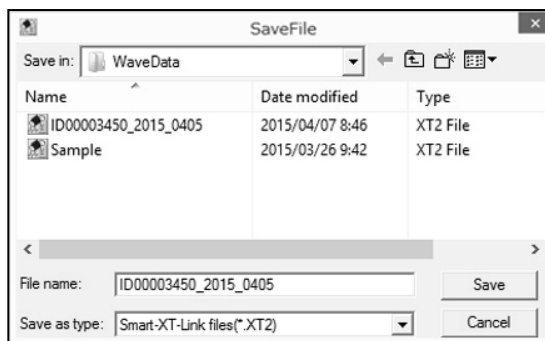 SaveFile
Save in: WaveData
Name Date modified Type
ID00003450_2015_0405 2015/04/07 8:46 XT2 File
Sample 2015/03/26 9:42 XT2 File
File name: ID00003450_2015_0405 Save
Save as type: Smart-XT-Link files(*.XT2) Cancel